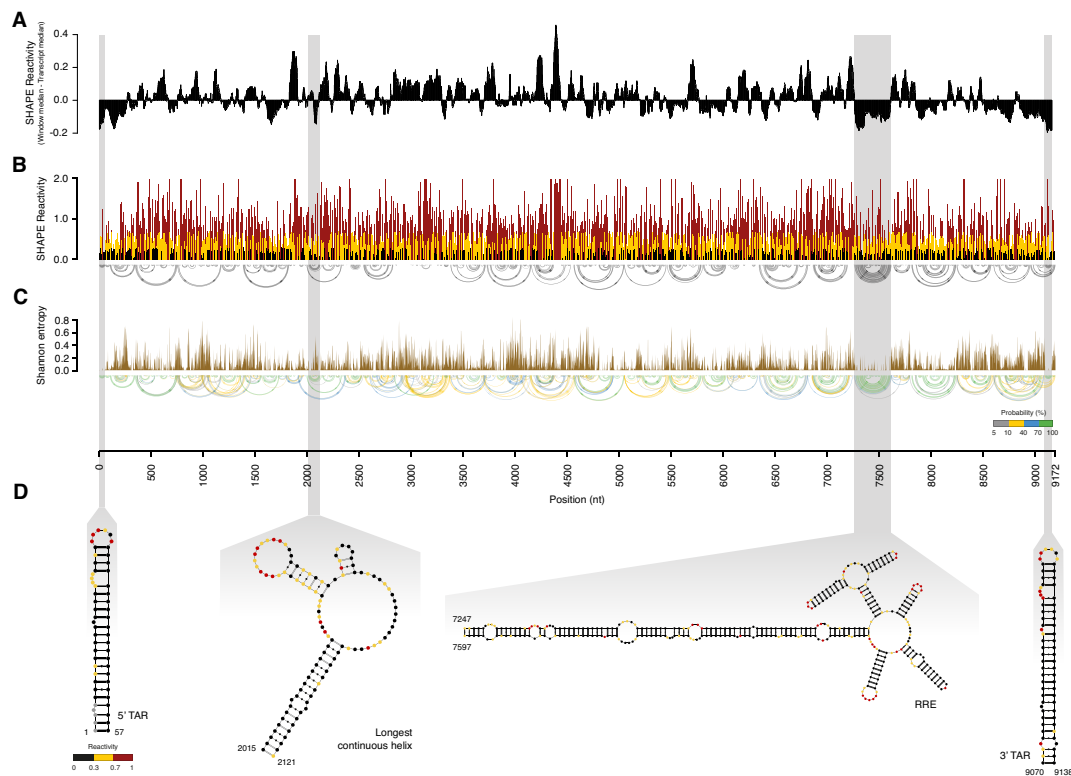 A
SHAPE Reactivity
(Window median - Transcript median)
0.4
0.2
0.0
-0.2
B
SHAPE Reactivity
2.0
1.0
0.0
C
Shannon entropy
0.8
0.6
0.4
0.2
0.0
Probability (%)
5 10 40 70 100
0 500 1000 1500 2000 2500 3000 3500 4000 4500 5000 5500 6000 6500 7000 7500 8000 8500 9000 9172
Position (nt)
D
5' TAR
1 57
Reactivity
0 0.3 0.7 1
Longest
continuous helix
2015
2121
7247
7597
RRE
3' TAR
9070 9138